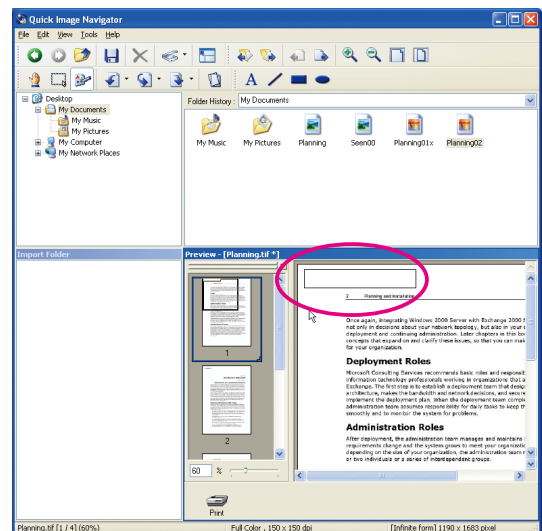 Quick Image Navigator
File Edit View Tools Help
Desktop
My Documents
My Music
My Pictures
My Computer
My Network Places
Folder History : My Documents
My Music My Pictures Planning Seen00 Planning01x Planning02
Import Folder
Preview - [Planning.tif *]
1
2
60 %
2 Planning and Installation
Once again, integrating Windows 2000 Server with Exchange 2000 S
not only in decisions about your network topology, but also in your
deployment and continuing administration. Later chapters in this boo
concepts that expand on and clarify these issues, so that you can mak
for your organization.
Deployment Roles
Microsoft Consulting Services recommends basic roles and responsib
information technology professionals working in organizations that a
Exchange. The first step is to establish a deployment team that desig
architecture, makes the bandwidth and network decisions, and secure
implement the deployment plan. When the deployment team comple
administration team assumes responsibility for daily tasks to keep th
smoothly and to monitor the system for problems.
Administration Roles
After deployment, the administration team manages and maintains
requirements change and the system grows to meet your organizatio
depending on the size of your organization, the administration team
or two individuals or a series of interdependent groups.
Print
Planning.tif [1 / 4] (60%) Full Color , 150 x 150 dpi [Infinite form] 1190 x 1683 pixel